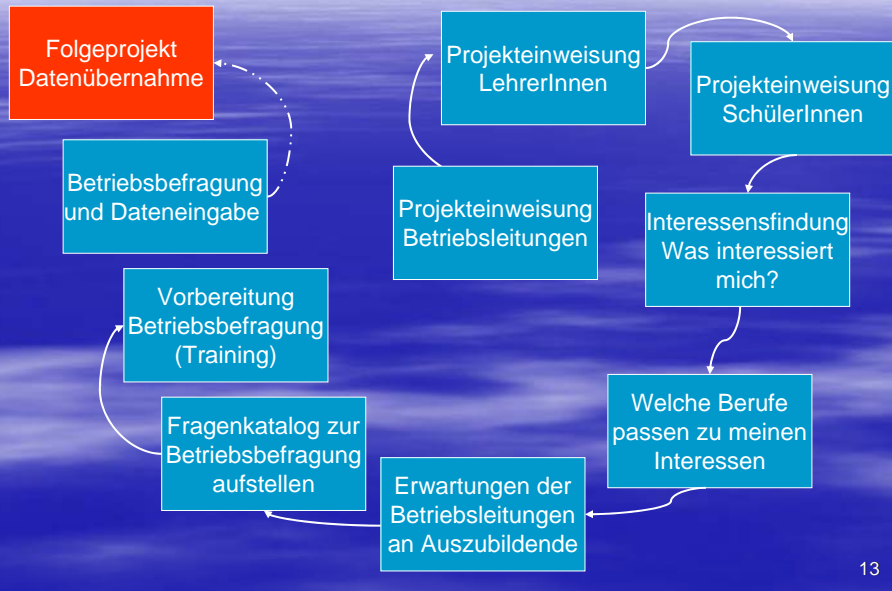 Folgeprojekt
Datenübernahme
Betriebsbefragung
und Dateneingabe
Projekteinweisung
LehrerInnen
Projekteinweisung
SchülerInnen
Projekteinweisung
Betriebsleitungen
Interessensfindung
Was interessiert
mich?
Vorbereitung
Betriebsbefragung
(Training)
Welche Berufe
passen zu meinen
Interessen
Fragenkatalog zur
Betriebsbefragung
aufstellen
Erwartungen der
Betriebsleitungen
an Auszubildende
13